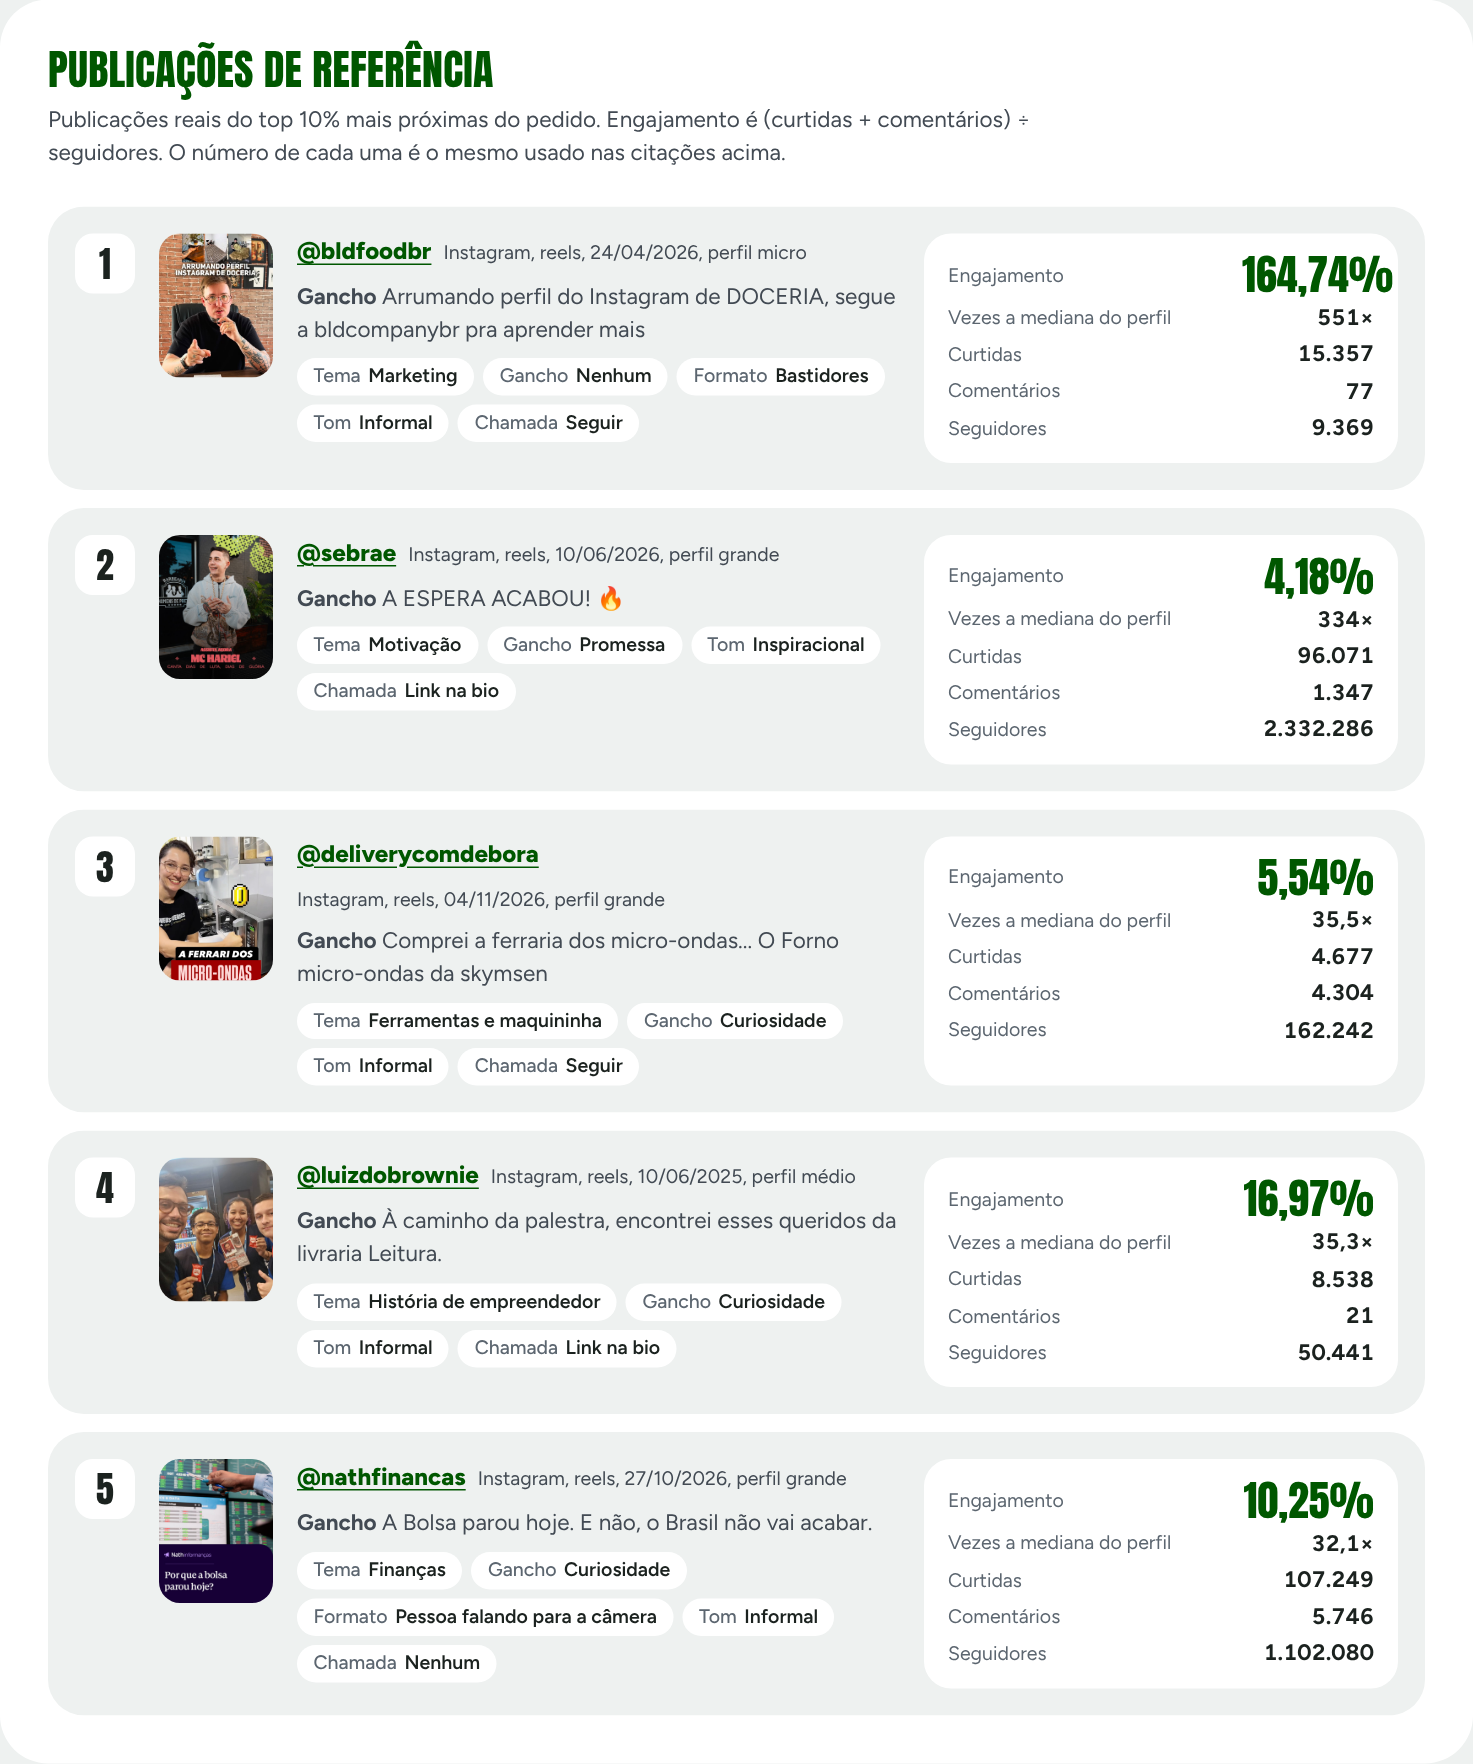 PUBLICAÇÕES DE REFERÊNCIA
Publicações reais do top 10% mais próximas do pedido. Engajamento é (curtidas + comentários) ÷
seguidores. O número de cada uma é o mesmo usado nas citações acima.
1
ARRUMANDO PERFIL
INSTAGRAM DE DOCERIA
@bldfoodbr Instagram, reels, 24/04/2026, perfil micro
Gancho Arrumando perfil do Instagram de DOCERIA, segue
a bldcompanybr pra aprender mais
Tema Marketing Gancho Nenhum Formato Bastidores
Tom Informal Chamada Seguir
Engajamento 164,74%
Vezes a mediana do perfil 551×
Curtidas 15.357
Comentários 77
Seguidores 9.369
2
MC HARIEL
@sebrae Instagram, reels, 10/06/2026, perfil grande
Gancho A ESPERA ACABOU! 🔥
Tema Motivação Gancho Promessa Tom Inspiracional
Chamada Link na bio
Engajamento 4,18%
Vezes a mediana do perfil 334×
Curtidas 96.071
Comentários 1.347
Seguidores 2.332.286
3
A FERRARI DOS
MICRO-ONDAS
@deliverycomdebora
Instagram, reels, 04/11/2026, perfil grande
Gancho Comprei a ferraria dos micro-ondas... O Forno
micro-ondas da skymsen
Tema Ferramentas e maquininha Gancho Curiosidade
Tom Informal Chamada Seguir
Engajamento 5,54%
Vezes a mediana do perfil 35,5×
Curtidas 4.677
Comentários 4.304
Seguidores 162.242
4
@luizdobrownie Instagram, reels, 10/06/2025, perfil médio
Gancho À caminho da palestra, encontrei esses queridos da
livraria Leitura.
Tema História de empreendedor Gancho Curiosidade
Tom Informal Chamada Link na bio
Engajamento 16,97%
Vezes a mediana do perfil 35,3×
Curtidas 8.538
Comentários 21
Seguidores 50.441
5
Por que a bolsa
parou hoje?
@nathfinancas Instagram, reels, 27/10/2026, perfil grande
Gancho A Bolsa parou hoje. E não, o Brasil não vai acabar.
Tema Finanças Gancho Curiosidade
Formato Pessoa falando para a câmera Tom Informal
Chamada Nenhum
Engajamento 10,25%
Vezes a mediana do perfil 32,1×
Curtidas 107.249
Comentários 5.746
Seguidores 1.102.080